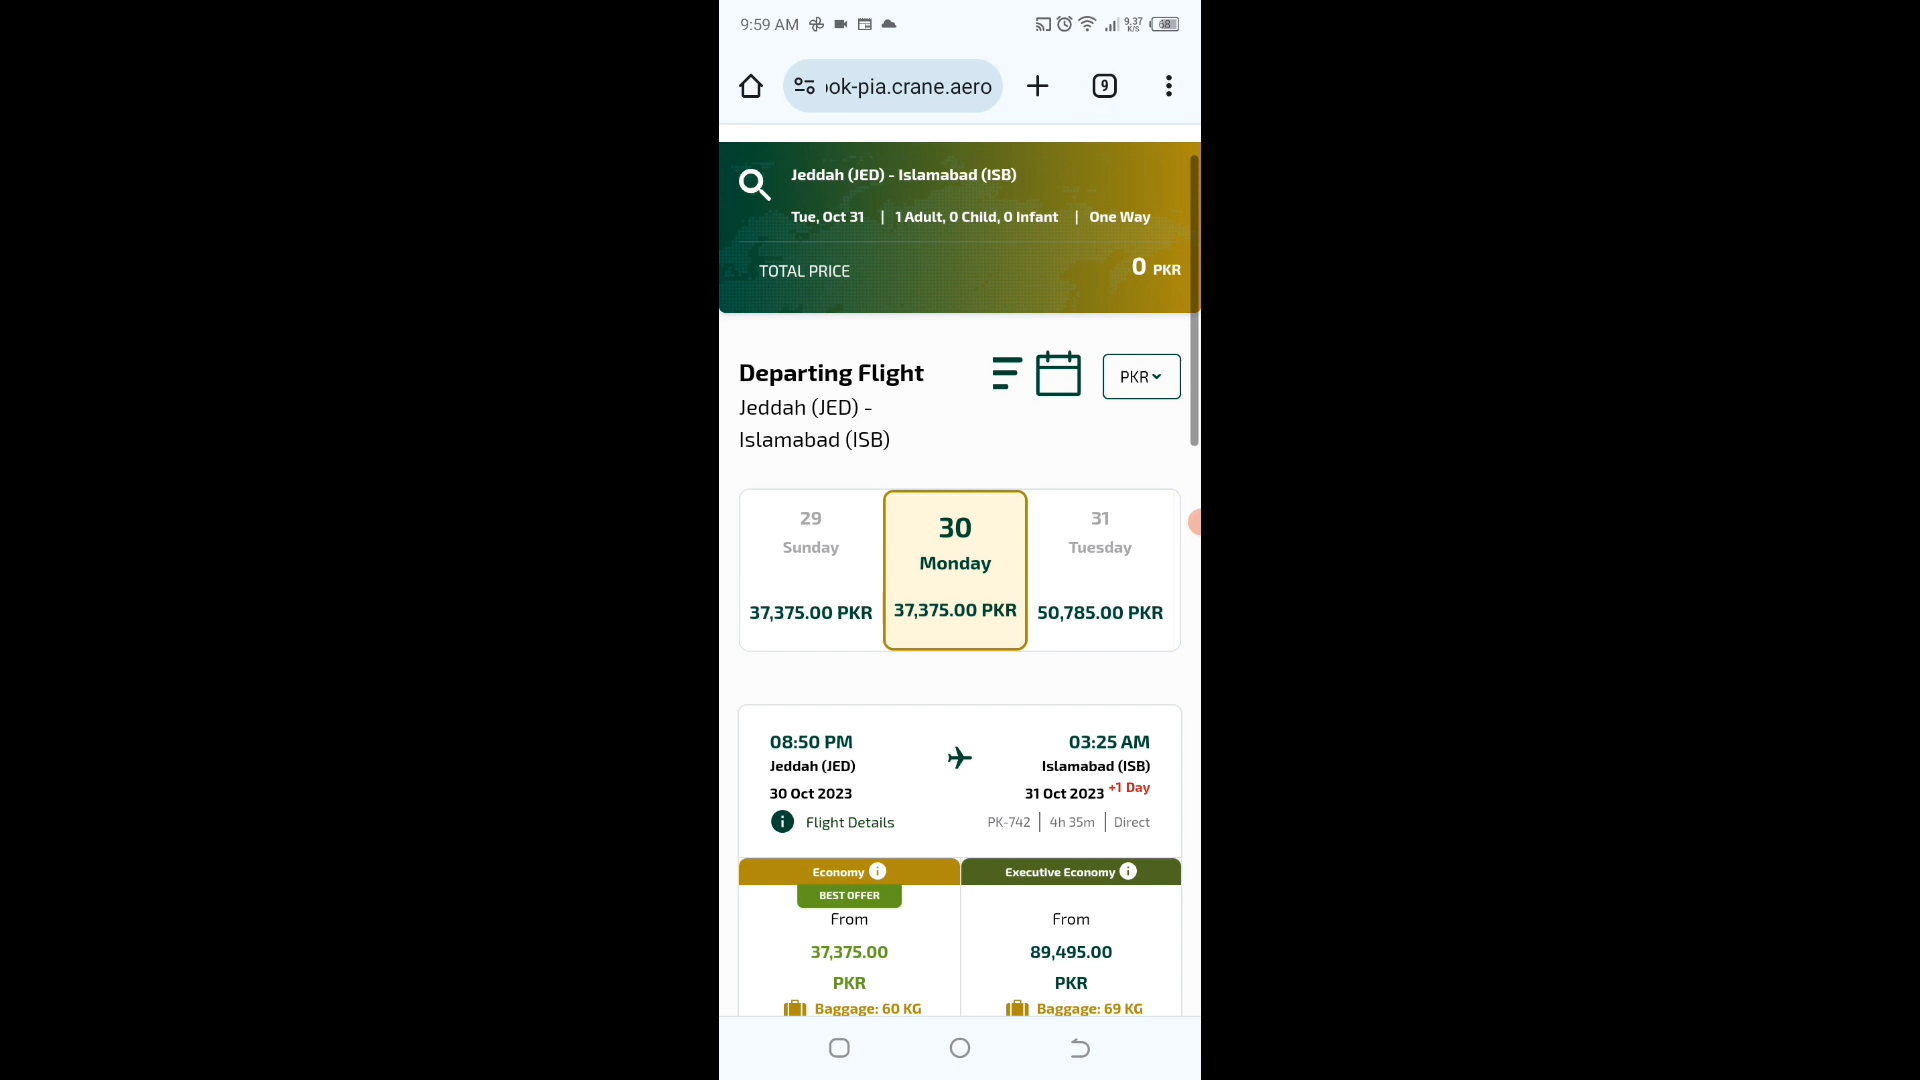 9:59 AM
9.37
K/S
68
ok-pia.crane.aero
9
Jeddah (JED) - Islamabad (ISB)
Tue, Oct 31 | 1 Adult, 0 Child, 0 Infant | One Way
TOTAL PRICE
0 PKR
Departing Flight
Jeddah (JED) -
Islamabad (ISB)
PKR
29
Sunday
37,375.00 PKR
30
Monday
37,375.00 PKR
31
Tuesday
50,785.00 PKR
08:50 PM
Jeddah (JED)
30 Oct 2023
Flight Details
03:25 AM
Islamabad (ISB)
31 Oct 2023 +1 Day
PK-742 | 4h 35m | Direct
Economy
BEST OFFER
From
37,375.00
PKR
Baggage: 60 KG
Executive Economy
From
89,495.00
PKR
Baggage: 69 KG